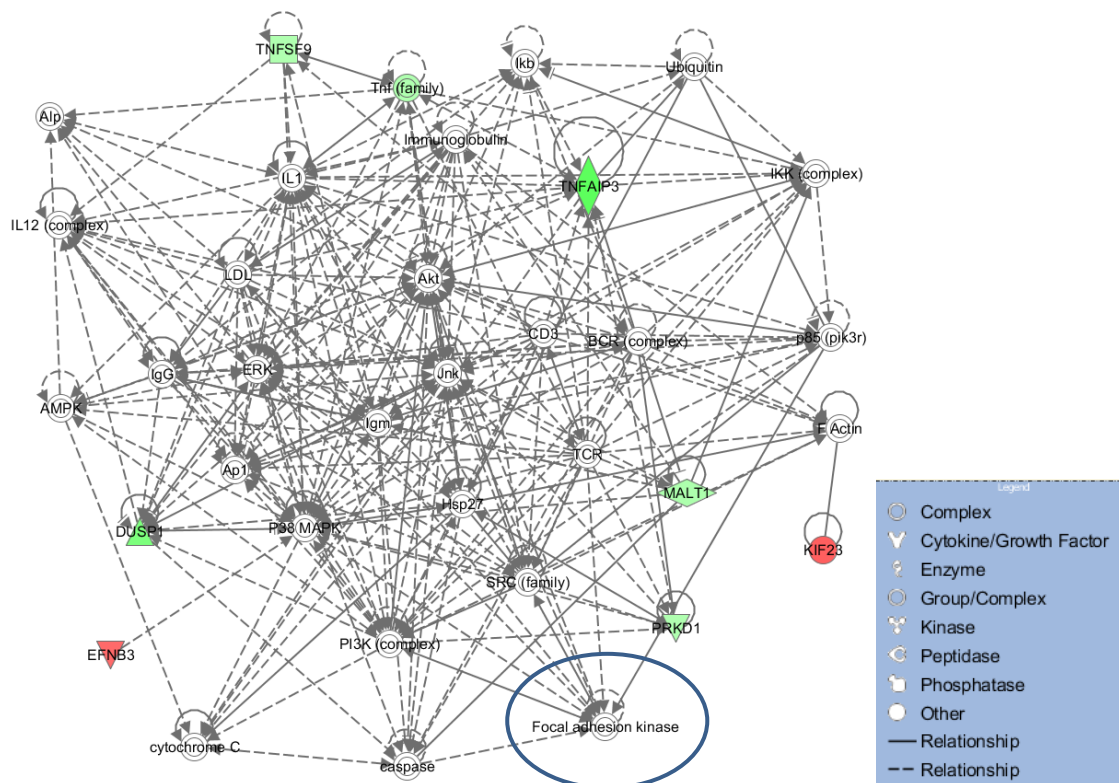 TNFSF9
Tnf (family)
Ikb
Ubiquitin
Alp
Immunoglobulin
IL1
TNFAIP3
IKK (complex)
IL12 (complex)
LDL
Akt
CD3
BCR (complex)
p85 (pik3r)
IgG
ERK
Jnk
AMPK
Igm
F Actin
TCR
Ap1
MALT1
Hsp27
DUSP1
P38 MAPK
KIF23
SRC (family)
PRKD1
PI3K (complex)
EFNB3
Focal adhesion kinase
cytochrome C
caspase
Legend
Complex
Cytokine/Growth Factor
Enzyme
Group/Complex
Kinase
Peptidase
Phosphatase
Other
Relationship
Relationship